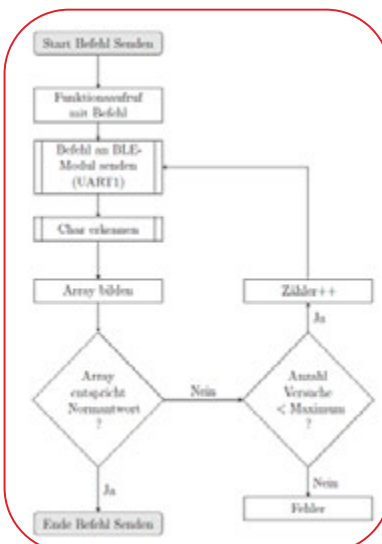 Start Befehl Senden
Funktionsaufruf
mit Befehl
Befehl an BLE-
Modul senden
(UART1)
Char erkennen
Array bilden
Zähler++
Ja
Array
entspricht
Normantwort
?
Nein
Anzahl
Versuche
< Maximum
?
Ja
Nein
Ende Befehl Senden
Fehler